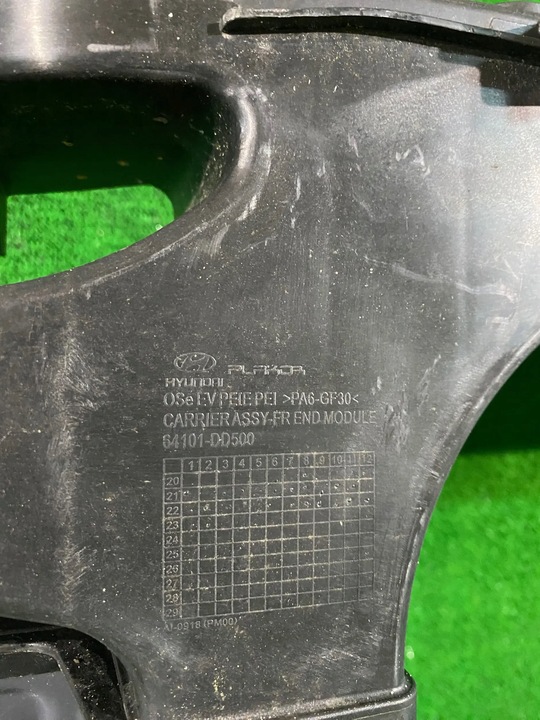 HYUNDAI PLAKOR
OSe EV PE(E PE) >PA6-GF30<
CARRIER ASSY-FR END MODULE
64101-DD500
1 2 3 4 5 6 7 8 9 10 11 12
20
21
22
23
24
25
26
27
28
29
AI-0918 (PM00)